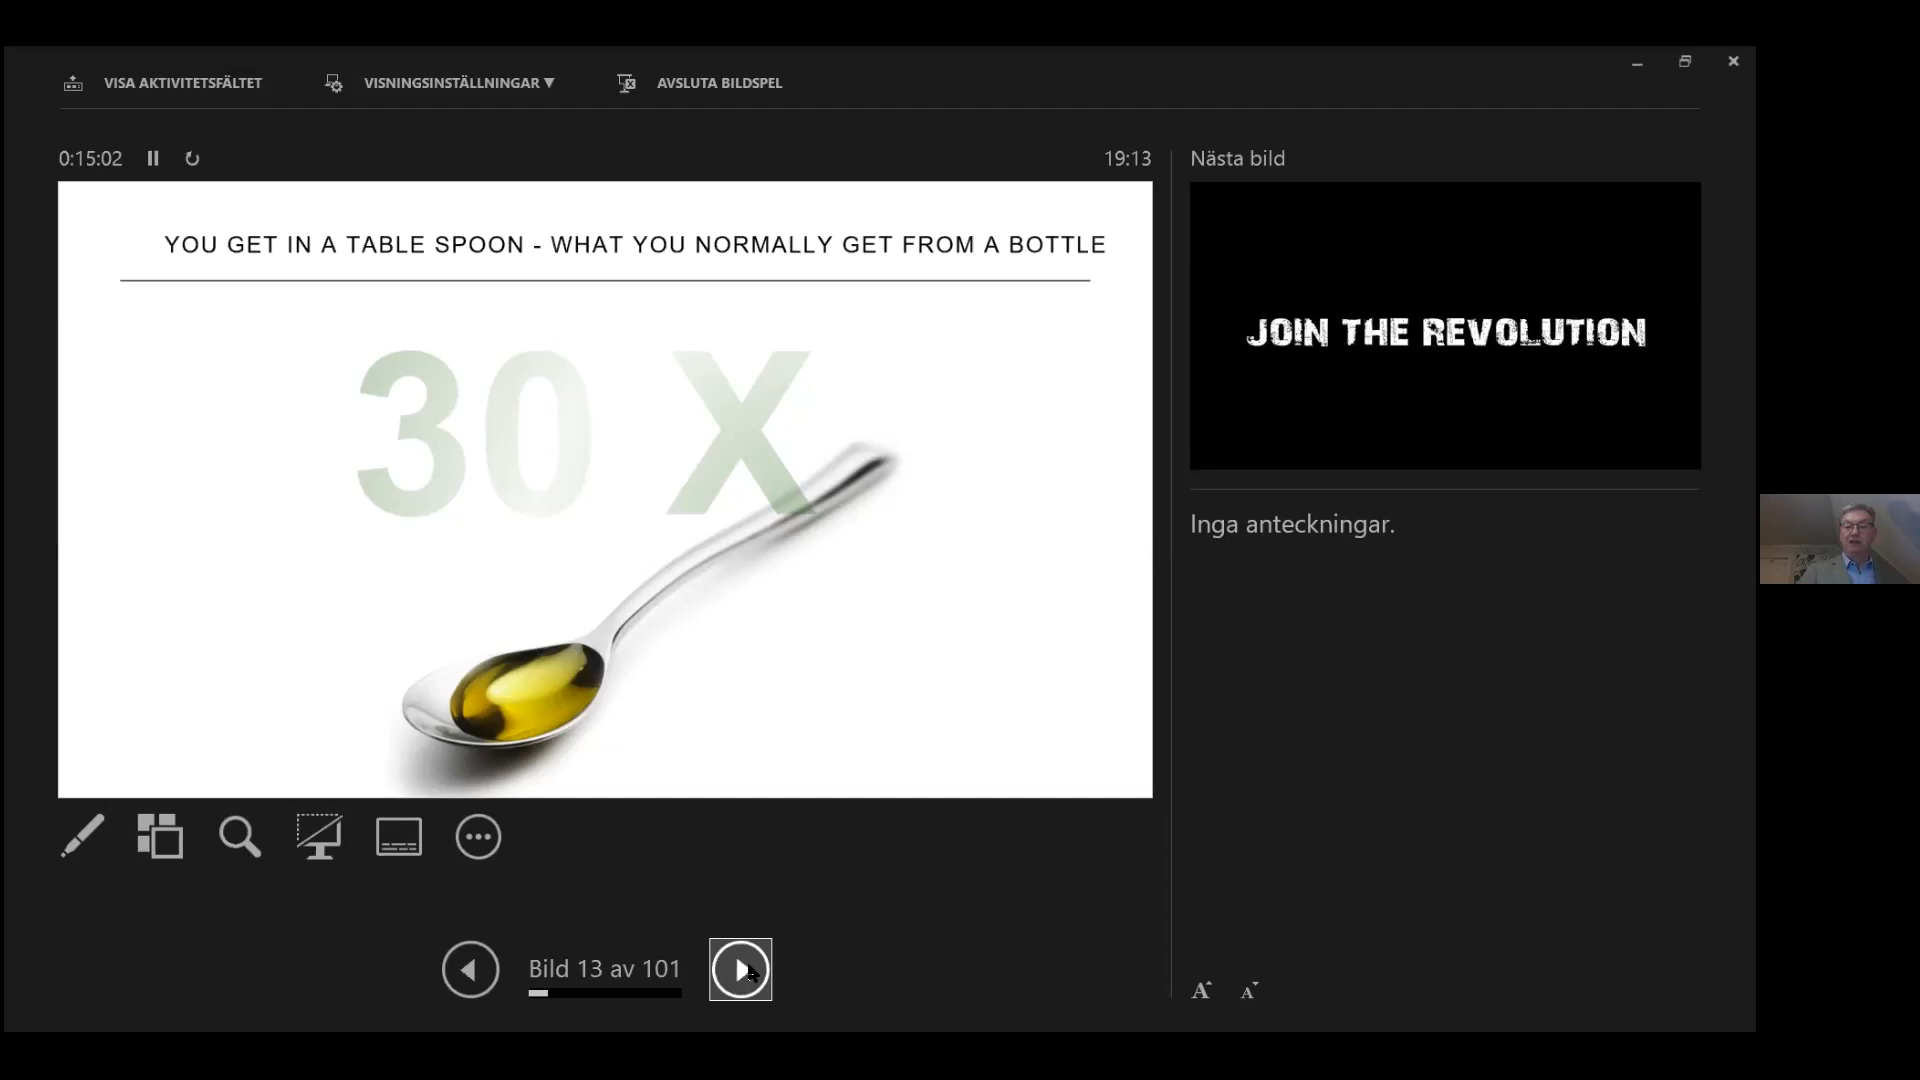 VISA AKTIVITETSFÄLTET
VISNINGSINSTÄLLNINGAR ▼
AVSLUTA BILDSPEL
0:15:02
19:13
YOU GET IN A TABLE SPOON - WHAT YOU NORMALLY GET FROM A BOTTLE
30 X
Bild 13 av 101
Nästa bild
JOIN THE REVOLUTION
Inga anteckningar.
A
A